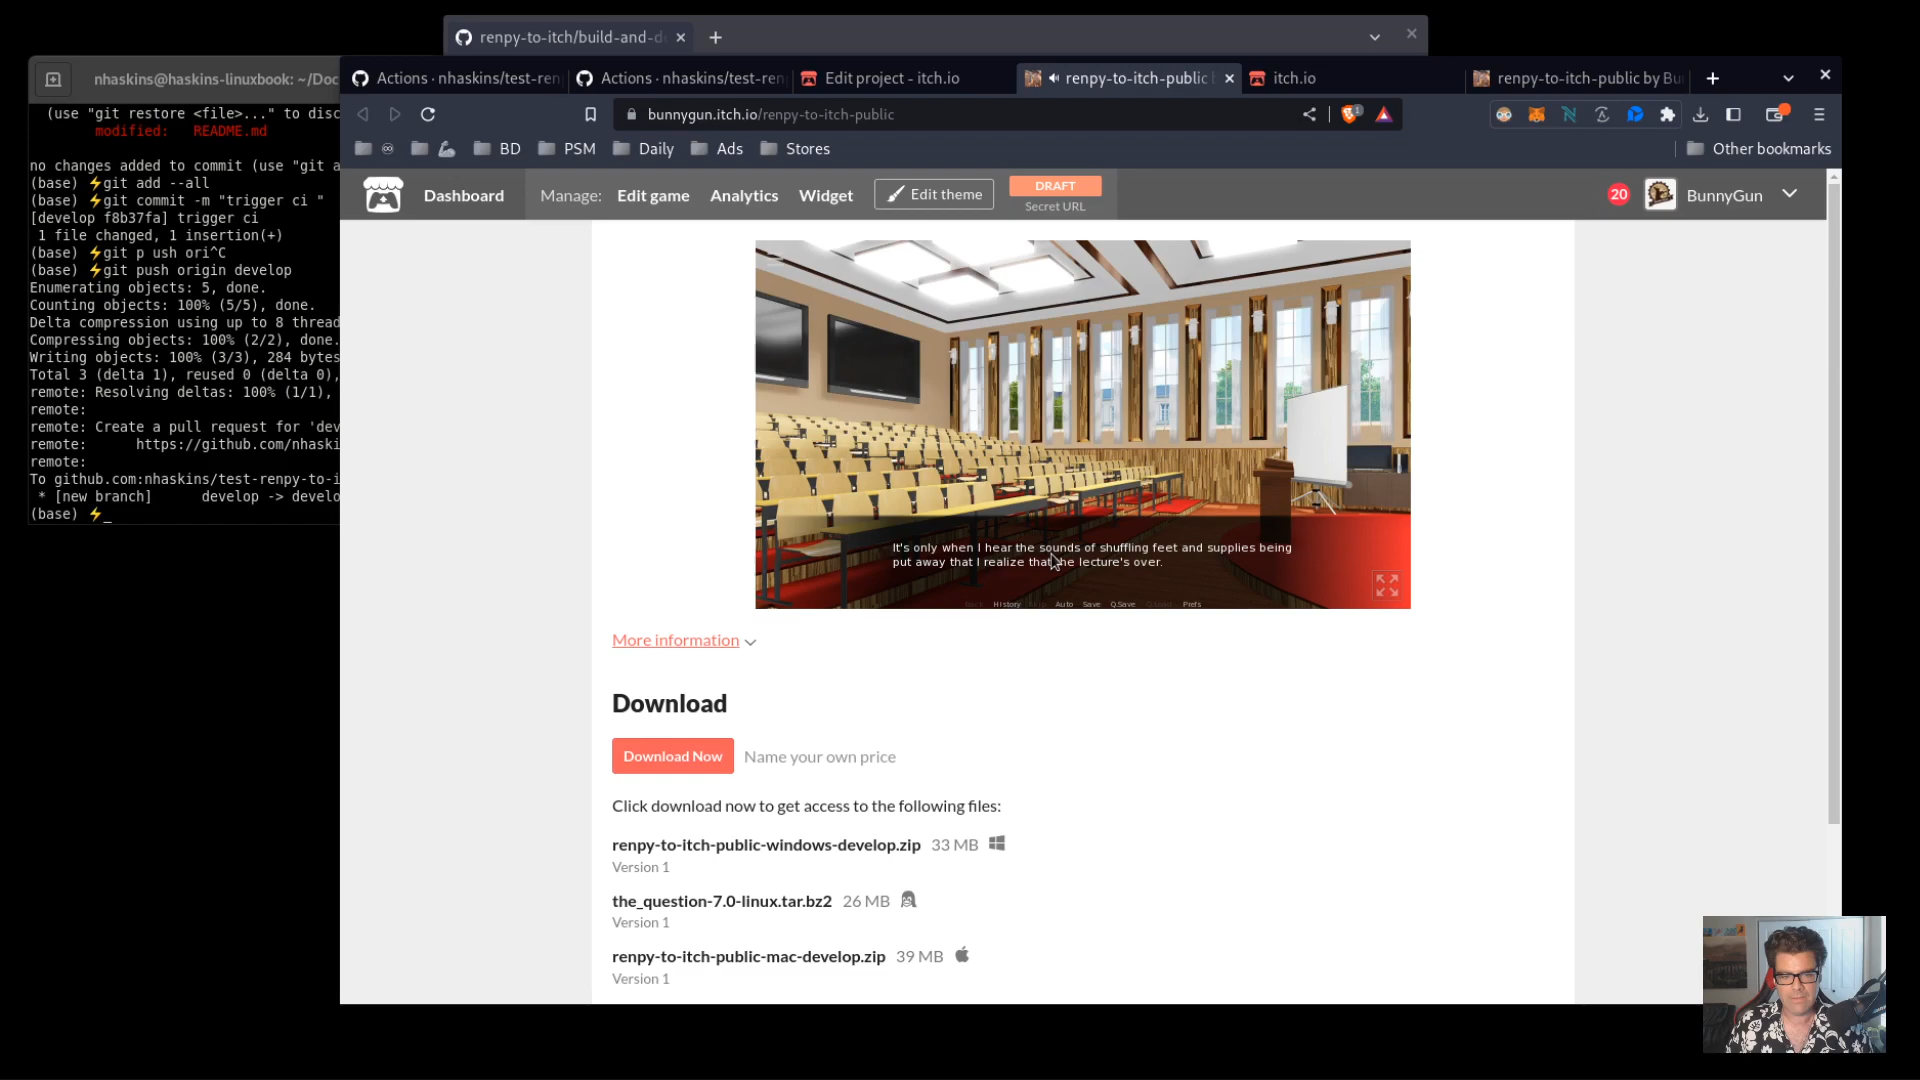 renpy-to-itch/build-and-d
nhaskins@haskins-linuxbook: ~/Doc
Actions · nhaskins/test-ren
Actions · nhaskins/test-ren
Edit project - itch.io
renpy-to-itch-public
itch.io
renpy-to-itch-public by Bu
bunnygun.itch.io/renpy-to-itch-public
BD
PSM
Daily
Ads
Stores
Other bookmarks
Dashboard
Manage:
Edit game
Analytics
Widget
Edit theme
DRAFT
Secret URL
20
BunnyGun
(use "git restore <file>..." to disc
modified:   README.md
no changes added to commit (use "git a
(base) ⚡git add --all
(base) ⚡git commit -m "trigger ci "
[develop f8b37fa] trigger ci
1 file changed, 1 insertion(+)
(base) ⚡git p ush ori^C
(base) ⚡git push origin develop
Enumerating objects: 5, done.
Counting objects: 100% (5/5), done.
Delta compression using up to 8 thread
Compressing objects: 100% (2/2), done.
Writing objects: 100% (3/3), 284 bytes
Total 3 (delta 1), reused 0 (delta 0),
remote: Resolving deltas: 100% (1/1),
remote:
remote: Create a pull request for 'dev
remote:      https://github.com/nhaski
remote:
To github.com:nhaskins/test-renpy-to-i
* [new branch]      develop -> develo
(base) ⚡_
It's only when I hear the sounds of shuffling feet and supplies being
put away that I realize that the lecture's over.
Back History Skip Auto Save Q.Save Q.Load Prefs
More information
Download
Download Now
Name your own price
Click download now to get access to the following files:
renpy-to-itch-public-windows-develop.zip 33 MB
Version 1
the_question-7.0-linux.tar.bz2 26 MB
Version 1
renpy-to-itch-public-mac-develop.zip 39 MB
Version 1